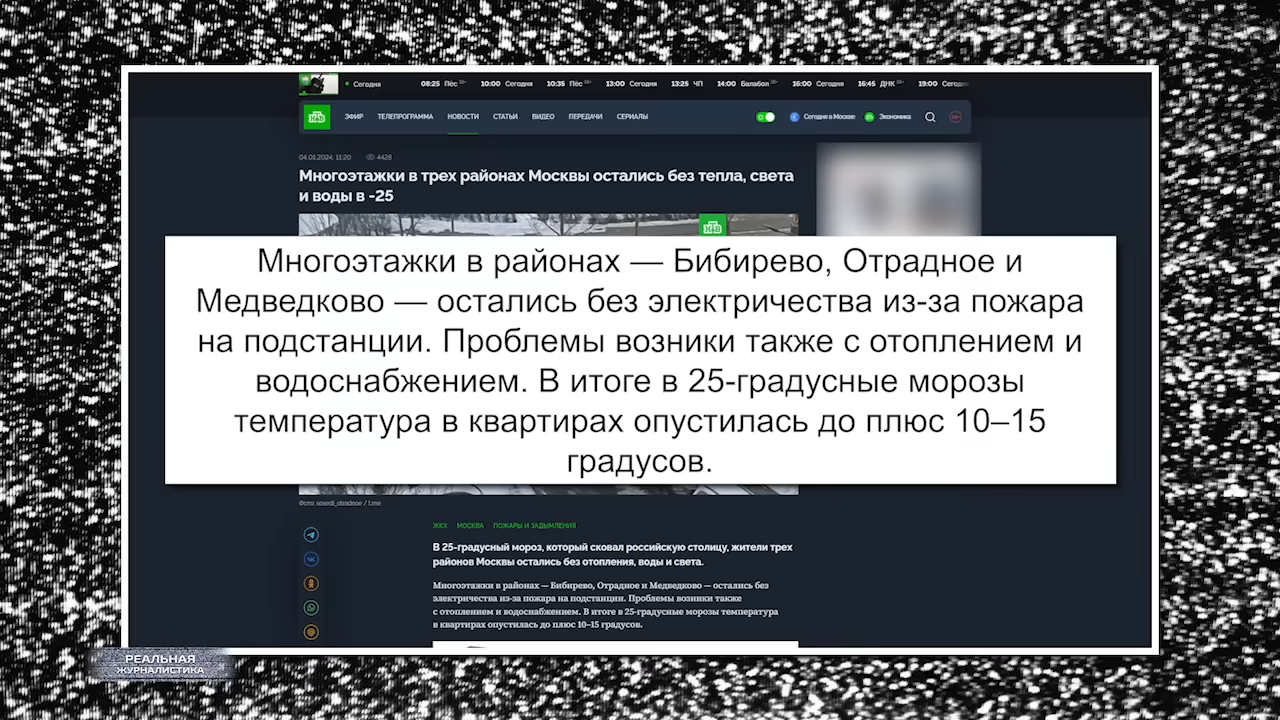 Сегодня 08:25 Пёс 16+ 10:00 Сегодня 10:35 Пёс 16+ 13:00 Сегодня 13:25 ЧП 14:00 Балабол 16+ 16:00 Сегодня 16:45 ДНК 16+ 19:00
НТВ ЭФИР ТЕЛЕПРОГРАММА НОВОСТИ СТАТЬИ ВИДЕО ПЕРЕДАЧИ СЕРИАЛЫ Сегодня в Москве Экономика
04.01.2024, 11:20 4428
Многоэтажки в трех районах Москвы остались без тепла, света
и воды в -25
НТВ
Многоэтажки в районах — Бибирево, Отрадное и
Медведково — остались без электричества из-за пожара
на подстанции. Проблемы возники также с отоплением и
водоснабжением. В итоге в 25-градусные морозы
температура в квартирах опустилась до плюс 10–15
градусов.
Фото: sosedi_otradnoe / t.me
ЖКХ МОСКВА ПОЖАРЫ И ЗАДЫМЛЕНИЯ
В 25-градусный мороз, который сковал российскую столицу, жители трех
районов Москвы остались без отопления, воды и света.
Многоэтажки в районах — Бибирево, Отрадное и Медведково — остались без
электричества из-за пожара на подстанции. Проблемы возники также
с отоплением и водоснабжением. В итоге в 25-градусные морозы температура
в квартирах опустилась до плюс 10–15 градусов.
РЕАЛЬНАЯ
ЖУРНАЛИСТИКА